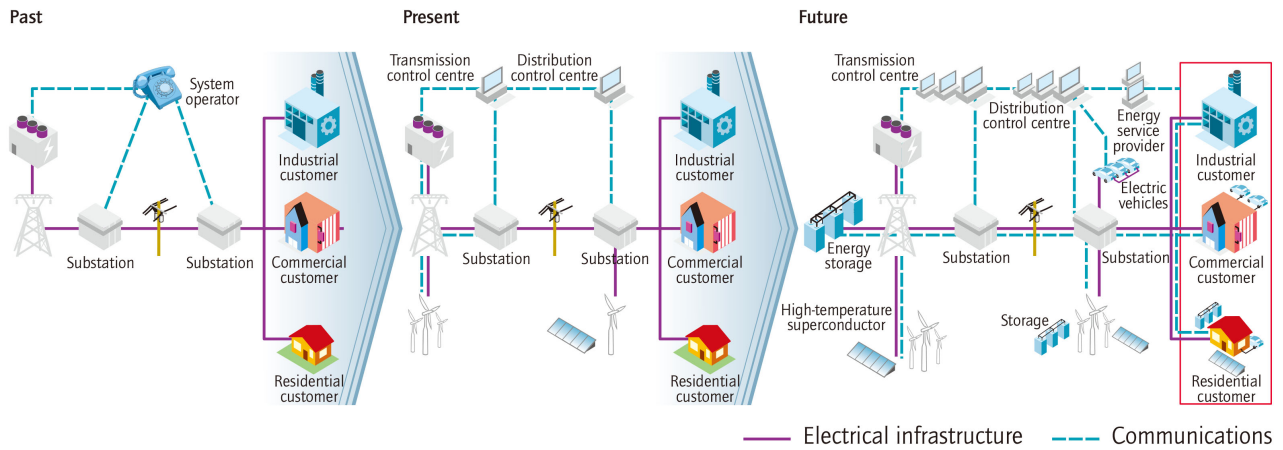 Past
System
operator
Substation
Substation
Industrial
customer
Commercial
customer
Residential
customer
Present
Transmission
control centre
Distribution
control centre
Substation
Substation
Industrial
customer
Commercial
customer
Residential
customer
Future
Transmission
control centre
Distribution
control centre
Energy
service
provider
Electric
vehicles
Energy
storage
Substation
Substation
High-temperature
superconductor
Storage
Industrial
customer
Commercial
customer
Residential
customer
Electrical infrastructure
Communications